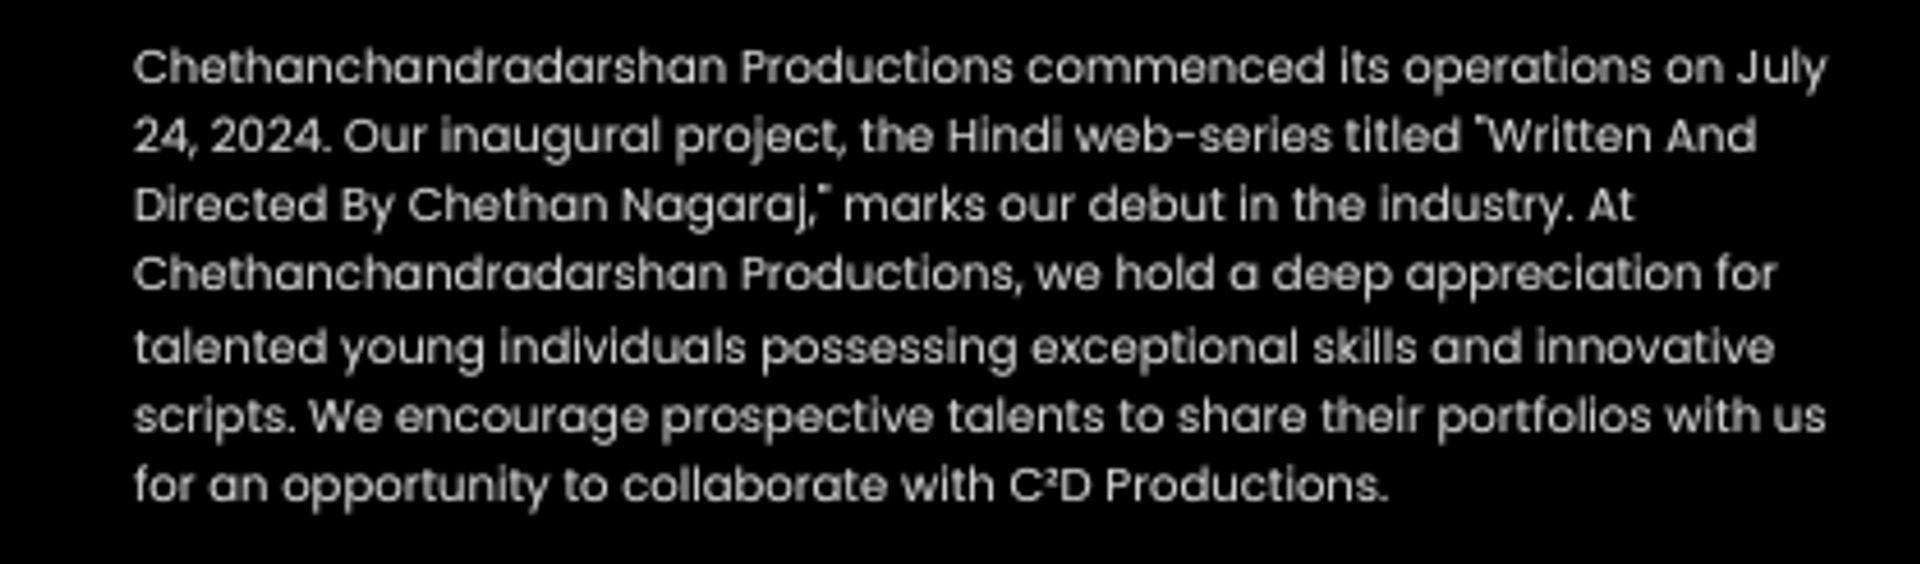 Chethanchandradarshan Productions commenced its operations on July
24, 2024. Our inaugural project, the Hindi web-series titled "Written And
Directed By Chethan Nagaraj," marks our debut in the industry. At
Chethanchandradarshan Productions, we hold a deep appreciation for
talented young individuals possessing exceptional skills and innovative
scripts. We encourage prospective talents to share their portfolios with us
for an opportunity to collaborate with C²D Productions.